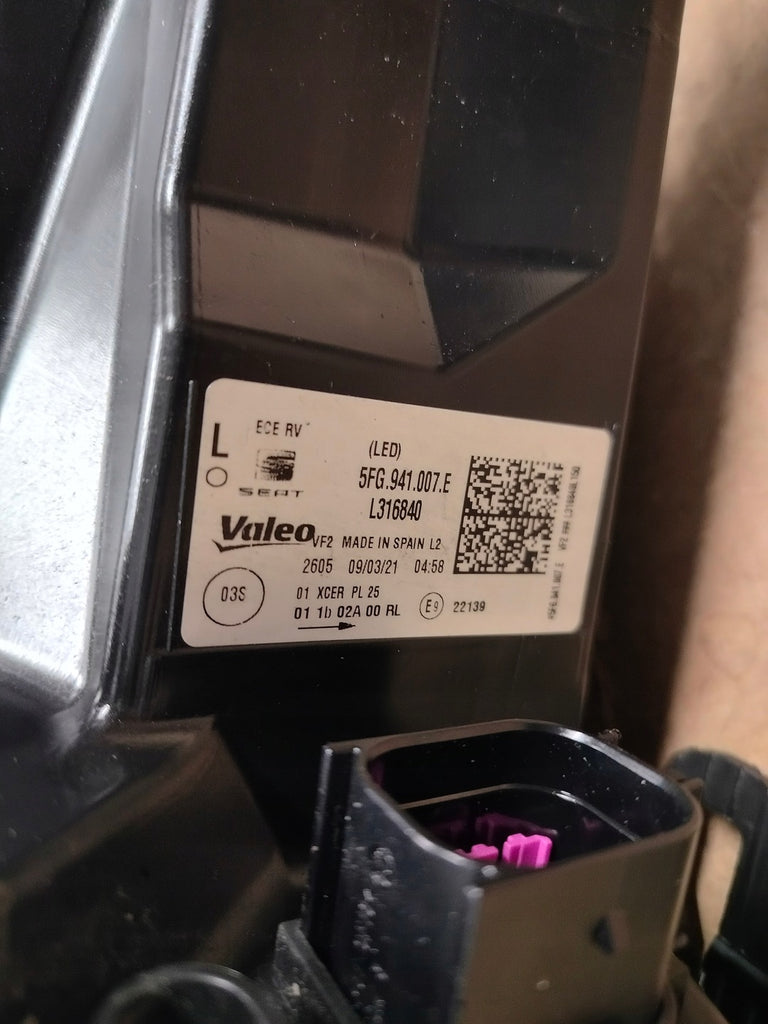 L
ECE RV
SEAT
(LED)
5FG.941.007.E
L316840
Valeo
VF2 MADE IN SPAIN L2
2605 09/03/21 04:58
03S
01 XCER PL 25
01 1b 02A 00 RL
E9 22139